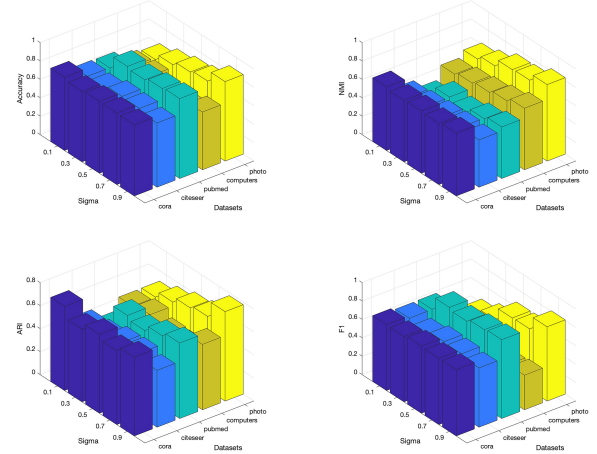 1
0.8
0.6
0.4
0.2
0
Accuracy
0.1
0.3
0.5
0.7
0.9
Sigma
cora
citeseer
pubmed
computers
photo
Datasets
1
0.8
0.6
0.4
0.2
0
NMI
0.1
0.3
0.5
0.7
0.9
Sigma
cora
citeseer
pubmed
computers
photo
Datasets
0.8
0.6
0.4
0.2
0
ARI
0.1
0.3
0.5
0.7
0.9
Sigma
cora
citeseer
pubmed
computers
photo
Datasets
1
0.8
0.6
0.4
0.2
0
F1
0.1
0.3
0.5
0.7
0.9
Sigma
cora
citeseer
pubmed
computers
photo
Datasets